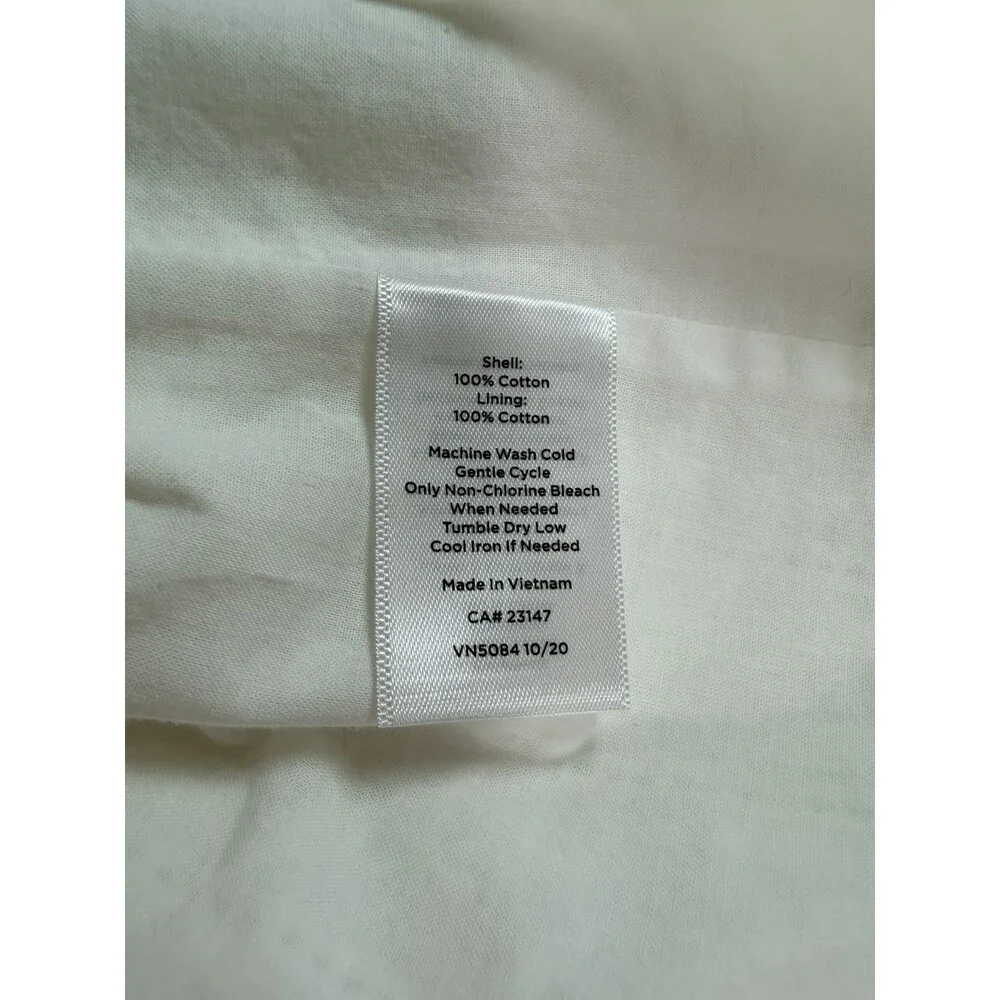 Shell:
100% Cotton
Lining:
100% Cotton
Machine Wash Cold
Gentle Cycle
Only Non-Chlorine Bleach
When Needed
Tumble Dry Low
Cool Iron If Needed
Made In Vietnam
CA# 23147
VN5084 10/20